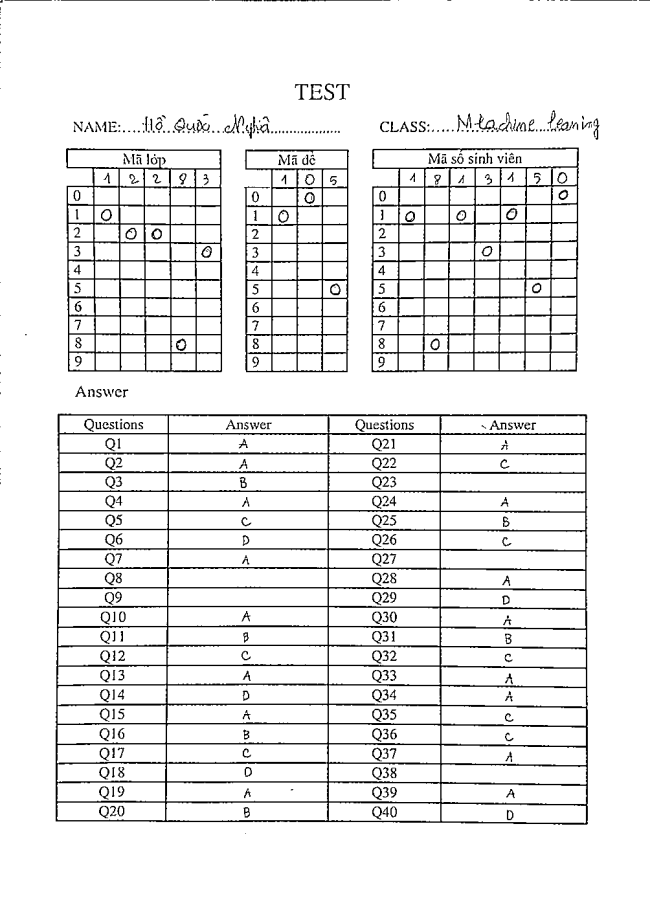 TEST
NAME:....Hồ Quốc Nghĩa.................... CLASS:.....Mtachine leaning
Mã lớp
1 2 2 8 3
0
1 O
2 O O
3 O
4
5
6
7
8 O
9
Mã đề
1 0 5
0 O
1 O
2
3
4
5 O
6
7
8
9
Mã số sinh viên
1 8 1 3 1 5 0
0 O
1 O O O
2
3 O
4
5 O
6
7
8 O
9
Answer
Questions Answer Questions Answer
Q1 A Q21 A
Q2 A Q22 C
Q3 B Q23
Q4 A Q24 A
Q5 C Q25 B
Q6 D Q26 C
Q7 A Q27
Q8 Q28 A
Q9 Q29 D
Q10 A Q30 A
Q11 B Q31 B
Q12 C Q32 C
Q13 A Q33 A
Q14 D Q34 A
Q15 A Q35 C
Q16 B Q36 C
Q17 C Q37 A
Q18 D Q38
Q19 A Q39 A
Q20 B Q40 D